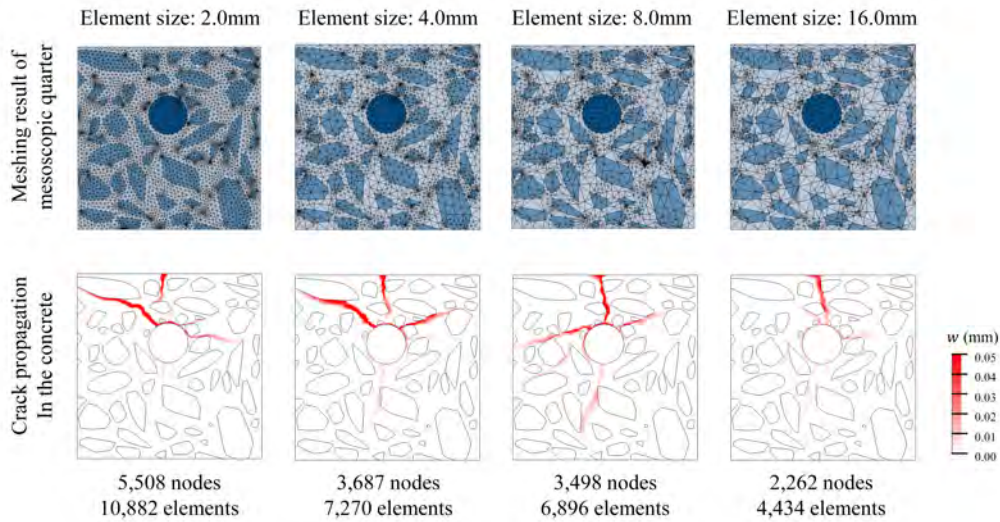 Element size: 2.0mm
Element size: 4.0mm
Element size: 8.0mm
Element size: 16.0mm
Meshing result of
mesoscopic quarter
Crack propagation
In the concrete
w (mm)
0.05
0.04
0.03
0.02
0.01
0.00
5,508 nodes
10,882 elements
3,687 nodes
7,270 elements
3,498 nodes
6,896 elements
2,262 nodes
4,434 elements